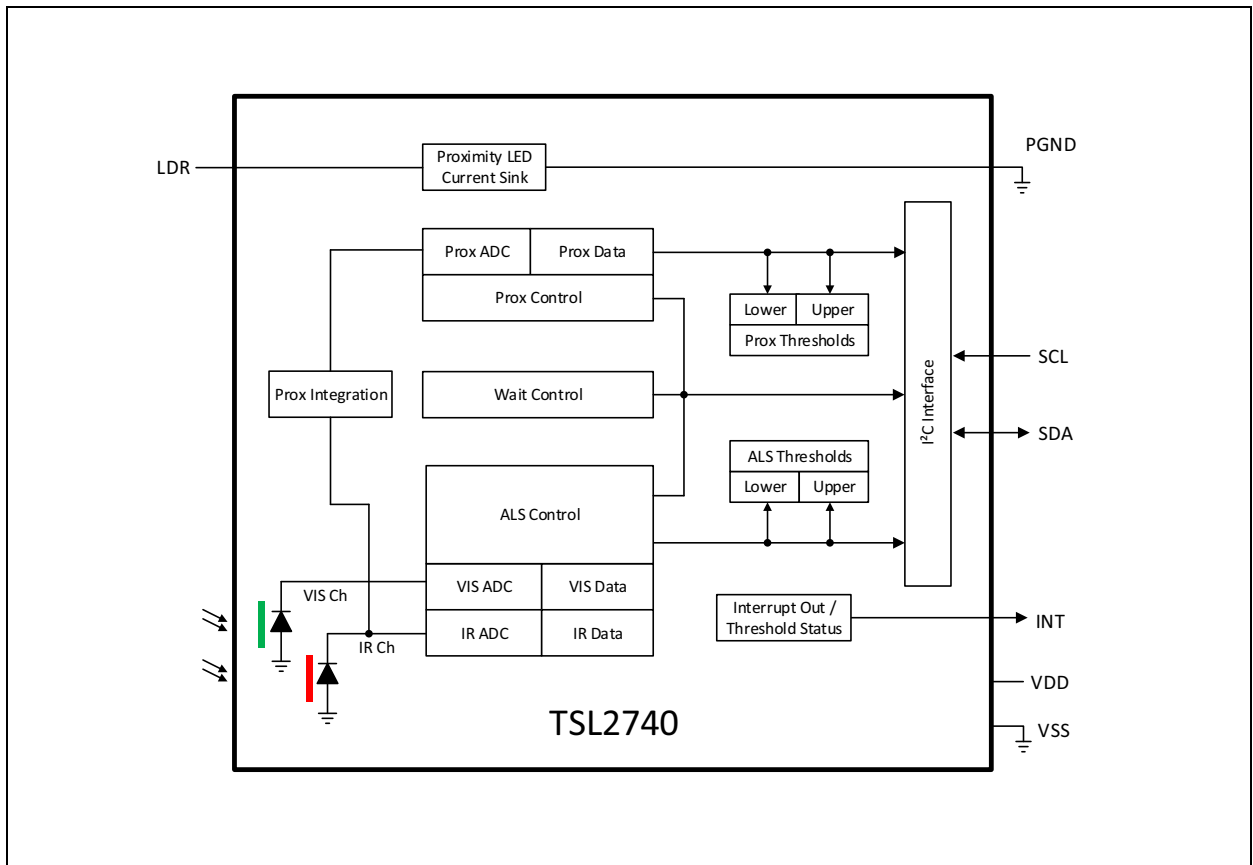 LDR
Proximity LED
Current Sink
PGND
Prox ADC
Prox Data
Prox Control
Lower
Upper
Prox Thresholds
Prox Integration
Wait Control
I²C Interface
SCL
SDA
ALS Thresholds
Lower
Upper
ALS Control
VIS Ch
VIS ADC
VIS Data
IR Ch
IR ADC
IR Data
Interrupt Out /
Threshold Status
INT
VDD
VSS
TSL2740